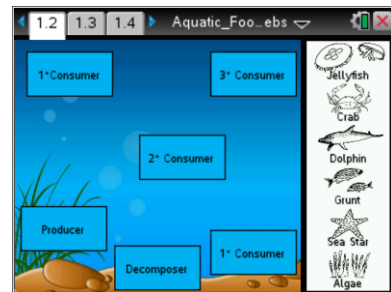 1.2 1.3 1.4 Aquatic_Foo…ebs
1° Consumer 3° Consumer
2° Consumer
Producer
1° Consumer
Decomposer
Jellyfish
Crab
Dolphin
Grunt
Sea Star
Algae